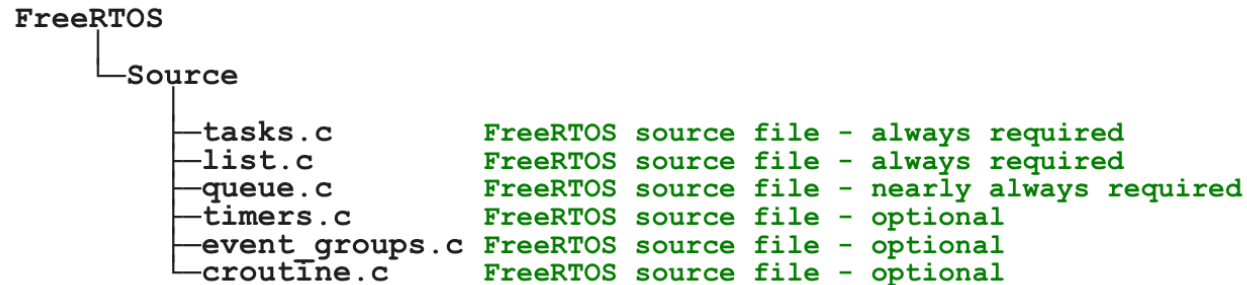 FreeRTOS
Source
tasks.c FreeRTOS source file - always required
list.c FreeRTOS source file - always required
queue.c FreeRTOS source file - nearly always required
timers.c FreeRTOS source file - optional
event_groups.c FreeRTOS source file - optional
croutine.c FreeRTOS source file - optional